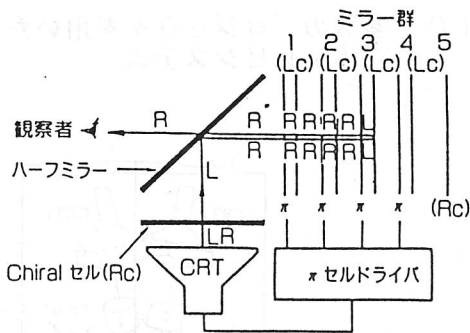 ミラー群
1 2 3 4 5
(Lc) (Lc) (Lc) (Lc)
R R R R R R L
観察者
R R R R R L
ハーフミラー
L
π π π π (Rc)
LR
Chiral セル(Rc)
CRT
π セルドライバ